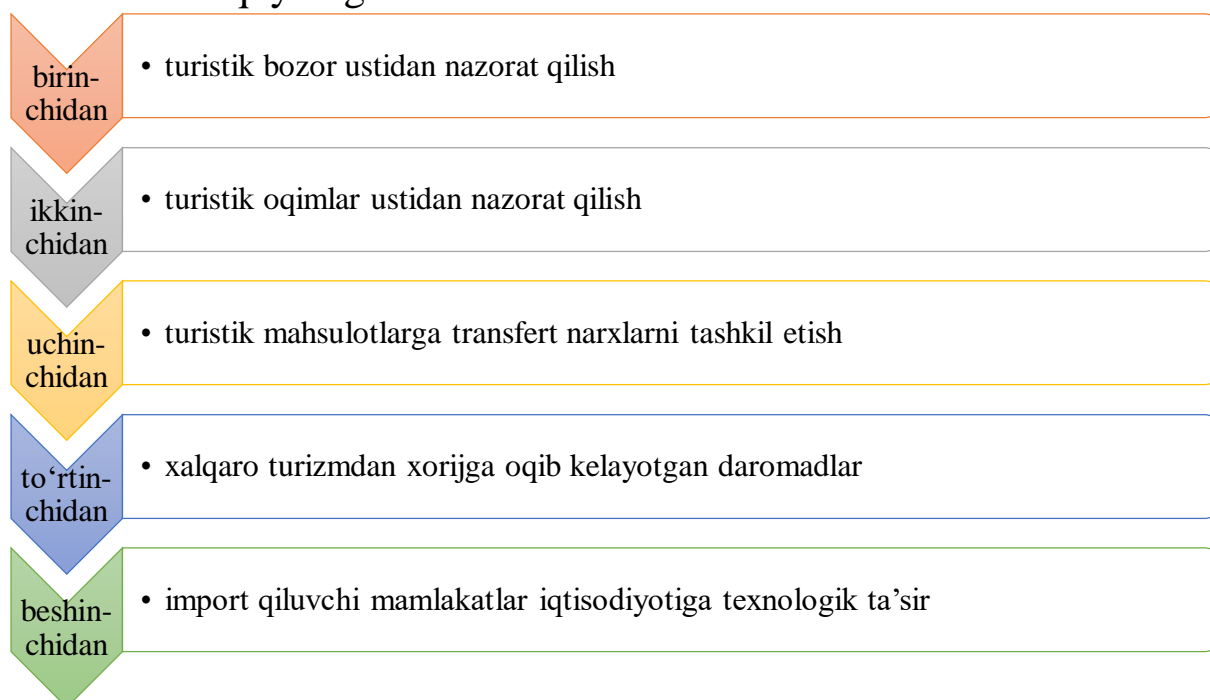 birin-
chidan
• turistik bozor ustidan nazorat qilish
ikkin-
chidan
• turistik oqimlar ustidan nazorat qilish
uchin-
chidan
• turistik mahsulotlarga transfert narxlarni tashkil etish
to‘rtin-
chidan
• xalqaro turizmdan xorijga oqib kelayotgan daromadlar
beshin-
chidan
• import qiluvchi mamlakatlar iqtisodiyotiga texnologik ta’sir